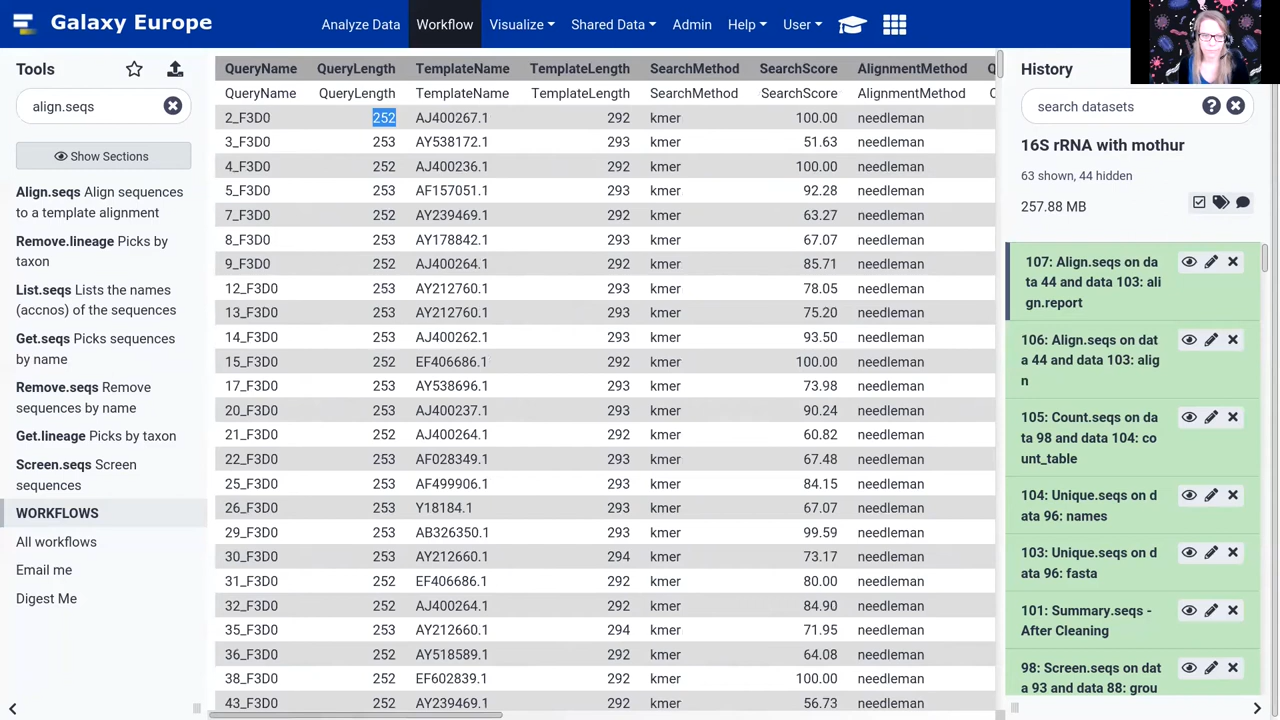 Galaxy Europe
Analyze Data Workflow Visualize Shared Data Admin Help User
Tools
align.seqs
Show Sections
Align.seqs Align sequences
to a template alignment
Remove.lineage Picks by
taxon
List.seqs Lists the names
(accnos) of the sequences
Get.seqs Picks sequences
by name
Remove.seqs Remove
sequences by name
Get.lineage Picks by taxon
Screen.seqs Screen
sequences
WORKFLOWS
All workflows
Email me
Digest Me
QueryName QueryLength TemplateName TemplateLength SearchMethod SearchScore AlignmentMethod Q
QueryName QueryLength TemplateName TemplateLength SearchMethod SearchScore AlignmentMethod
2_F3D0 252 AJ400267.1 292 kmer 100.00 needleman
3_F3D0 253 AY538172.1 293 kmer 51.63 needleman
4_F3D0 252 AJ400236.1 292 kmer 100.00 needleman
5_F3D0 253 AF157051.1 293 kmer 92.28 needleman
7_F3D0 252 AY239469.1 292 kmer 63.27 needleman
8_F3D0 253 AY178842.1 293 kmer 67.07 needleman
9_F3D0 252 AJ400264.1 292 kmer 85.71 needleman
12_F3D0 253 AY212760.1 293 kmer 78.05 needleman
13_F3D0 253 AY212760.1 293 kmer 75.20 needleman
14_F3D0 253 AJ400262.1 293 kmer 93.50 needleman
15_F3D0 252 EF406686.1 292 kmer 100.00 needleman
17_F3D0 253 AY538696.1 293 kmer 73.98 needleman
20_F3D0 253 AJ400237.1 293 kmer 90.24 needleman
21_F3D0 252 AJ400264.1 292 kmer 60.82 needleman
22_F3D0 253 AF028349.1 293 kmer 67.48 needleman
25_F3D0 253 AF499906.1 293 kmer 84.15 needleman
26_F3D0 253 Y18184.1 293 kmer 67.07 needleman
29_F3D0 253 AB326350.1 293 kmer 99.59 needleman
30_F3D0 253 AY212660.1 294 kmer 73.17 needleman
31_F3D0 252 EF406686.1 292 kmer 80.00 needleman
32_F3D0 252 AJ400264.1 292 kmer 84.90 needleman
35_F3D0 253 AY212660.1 294 kmer 71.95 needleman
36_F3D0 252 AY518589.1 292 kmer 64.08 needleman
38_F3D0 252 EF602839.1 292 kmer 100.00 needleman
43_F3D0 252 AY239469.1 292 kmer 56.73 needleman
History
search datasets
16S rRNA with mothur
63 shown, 44 hidden
257.88 MB
107: Align.seqs on da
ta 44 and data 103: ali
gn.report
106: Align.seqs on dat
a 44 and data 103: alig
n
105: Count.seqs on da
ta 98 and data 104: co
unt_table
104: Unique.seqs on d
ata 96: names
103: Unique.seqs on d
ata 96: fasta
101: Summary.seqs -
After Cleaning
98: Screen.seqs on dat
a 93 and data 88: grou